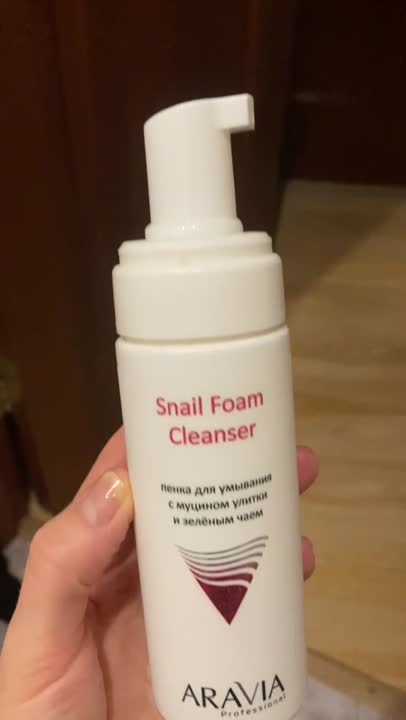 Snail Foam
Cleanser
пенка для умывания
с муцином улитки
и зелёным чаем
ARAVIA
Professional